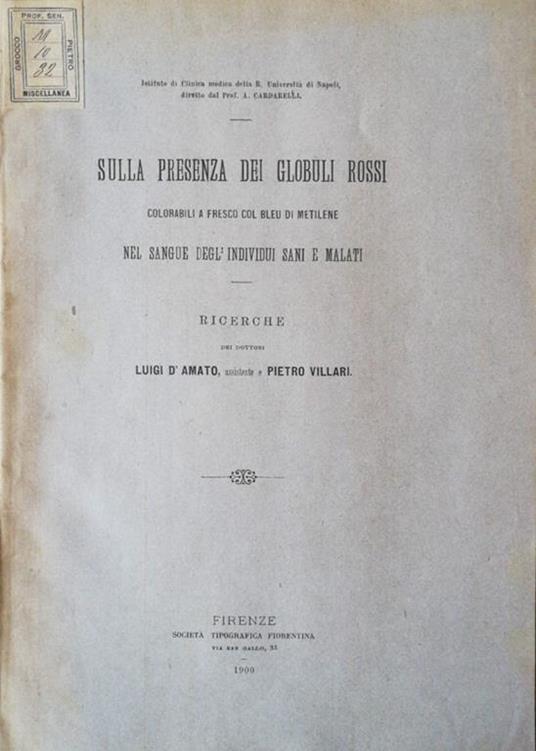 PROF. SEN.
GROCCO
PIETRO
M
10
32
MISCELLANEA
Istituto di Clinica medica della R. Università di Napoli,
diretto dal Prof. A. CARDARELLI.
SULLA PRESENZA DEI GLOBULI ROSSI
COLORABILI A FRESCO COL BLEU DI METILENE
NEL SANGUE DEGL'INDIVIDUI SANI E MALATI
RICERCHE
DEI DOTTORI
LUIGI D'AMATO, assistente e PIETRO VILLARI.
FIRENZE
SOCIETÀ TIPOGRAFICA FIORENTINA
VIA SAN GALLO, 33
1900